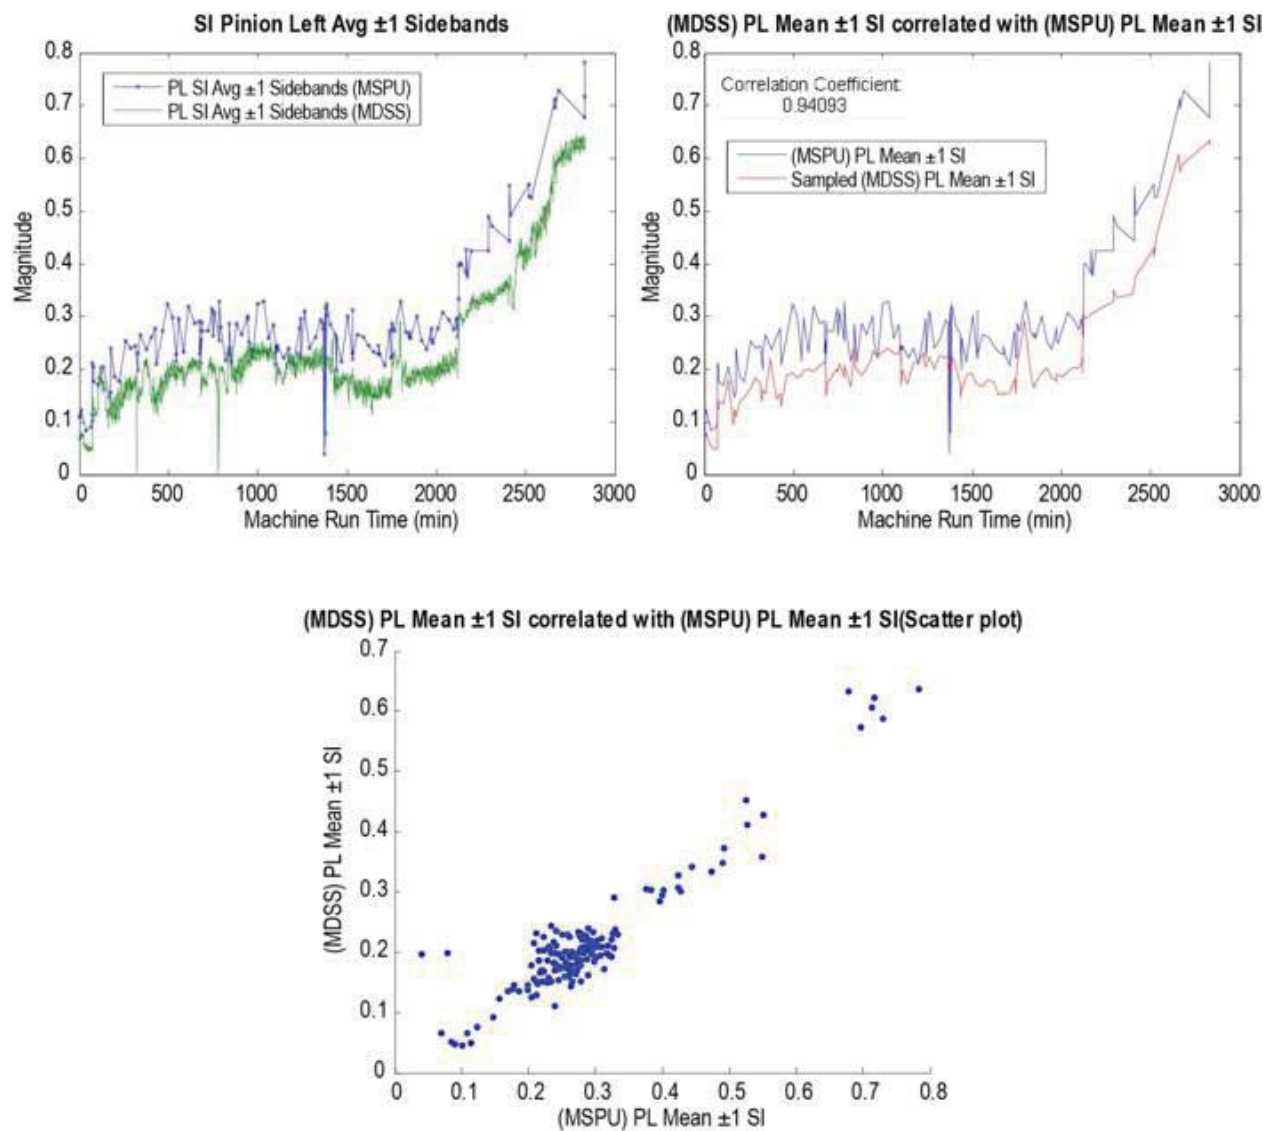 SI Pinion Left Avg ±1 Sidebands
0.8
0.7
0.6
0.5
0.4
0.3
0.2
0.1
0
Magnitude
PL SI Avg ±1 Sidebands (MSPU)
PL SI Avg ±1 Sidebands (MDSS)
0 500 1000 1500 2000 2500 3000
Machine Run Time (min)
(MDSS) PL Mean ±1 SI correlated with (MSPU) PL Mean ±1 SI
0.8
0.7
0.6
0.5
0.4
0.3
0.2
0.1
0
Magnitude
Correlation Coefficient:
0.94093
(MSPU) PL Mean ±1 SI
Sampled (MDSS) PL Mean ±1 SI
0 500 1000 1500 2000 2500 3000
Machine Run Time (min)
(MDSS) PL Mean ±1 SI correlated with (MSPU) PL Mean ±1 SI(Scatter plot)
0.7
0.6
0.5
0.4
0.3
0.2
0.1
0
(MDSS) PL Mean ±1 SI
0 0.1 0.2 0.3 0.4 0.5 0.6 0.7 0.8
(MSPU) PL Mean ±1 SI